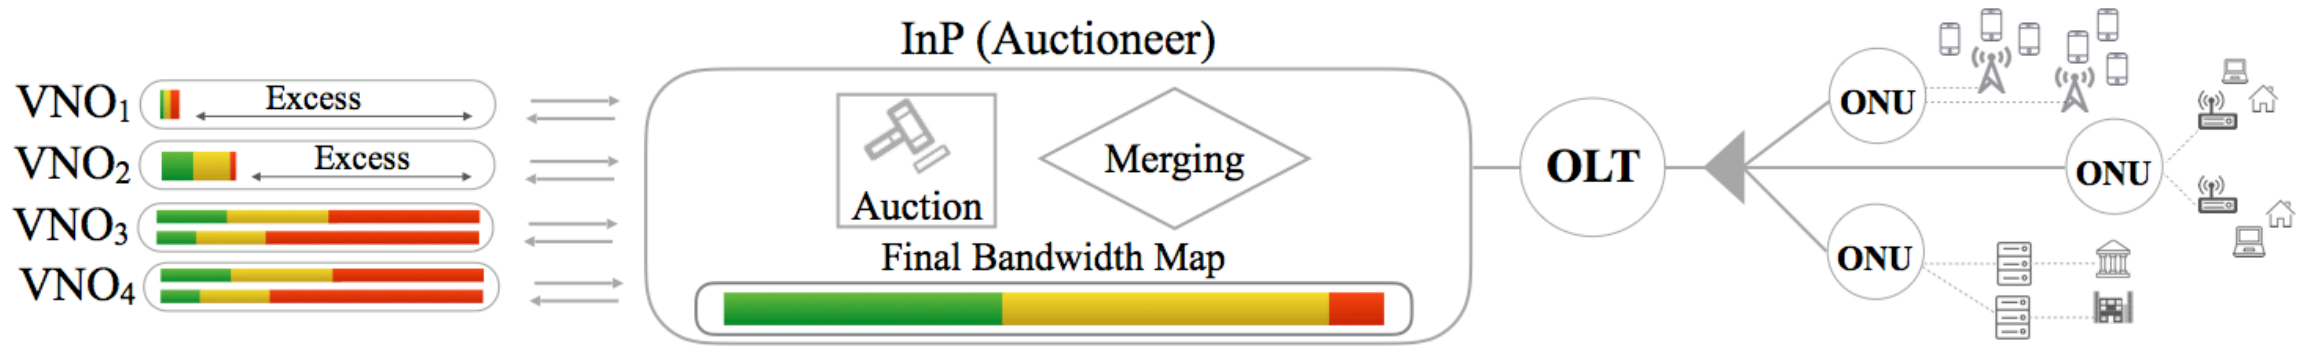 InP (Auctioneer)
VNO1
Excess
VNO2
Excess
VNO3
VNO4
Auction
Merging
Final Bandwidth Map
OLT
ONU
ONU
ONU